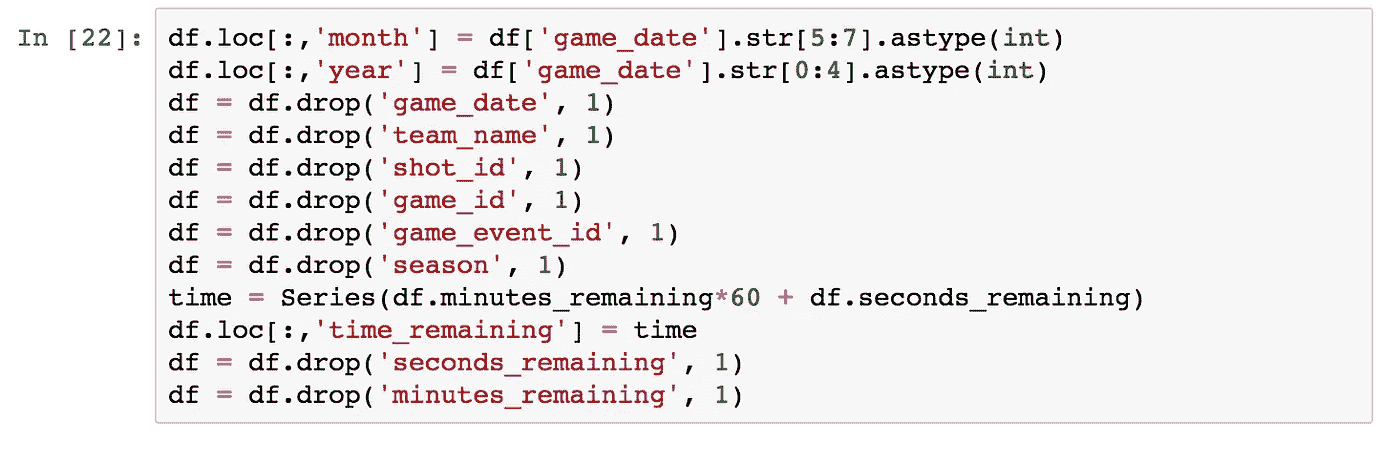 In [22]: df.loc[:,'month'] = df['game_date'].str[5:7].astype(int)
df.loc[:,'year'] = df['game_date'].str[0:4].astype(int)
df = df.drop('game_date', 1)
df = df.drop('team_name', 1)
df = df.drop('shot_id', 1)
df = df.drop('game_id', 1)
df = df.drop('game_event_id', 1)
df = df.drop('season', 1)
time = Series(df.minutes_remaining*60 + df.seconds_remaining)
df.loc[:,'time_remaining'] = time
df = df.drop('seconds_remaining', 1)
df = df.drop('minutes_remaining', 1)